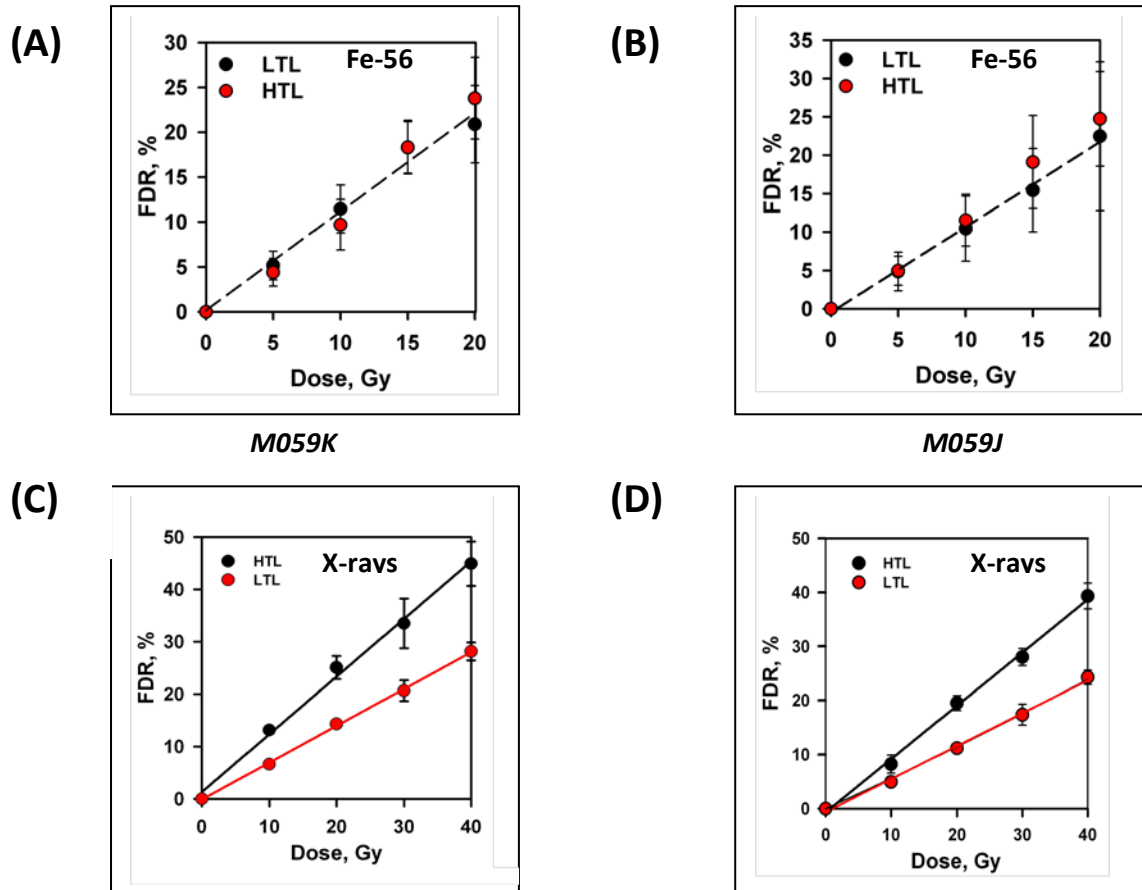 (A)
Fe-56
LTL
HTL
30
25
20
15
10
5
0
FDR, %
0 5 10 15 20
Dose, Gy
M059K
(B)
Fe-56
LTL
HTL
35
30
25
20
15
10
5
0
FDR, %
0 5 10 15 20
Dose, Gy
M059J
(C)
X-ravs
HTL
LTL
50
40
30
20
10
0
FDR, %
0 10 20 30 40
Dose, Gy
(D)
X-ravs
HTL
LTL
50
40
30
20
10
0
FDR, %
0 10 20 30 40
Dose, Gy